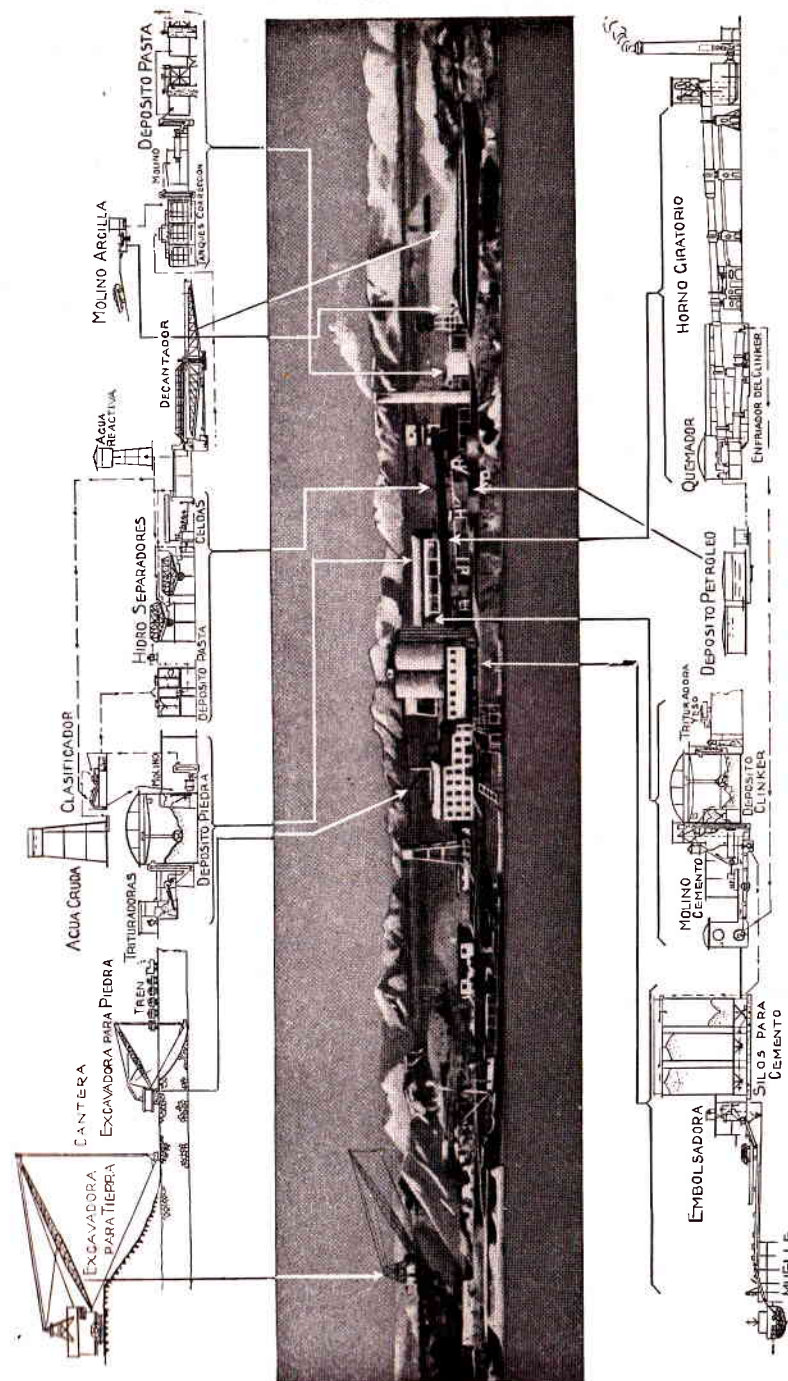 EXCAVADORA
PARA TIERRA
CANTERA
EXCAVADORA PARA PIEDRA
TREN
AGUA CRUDA
TRITURADORAS
DEPOSITO PIEDRA
MOLINO
CLASIFICADOR
DEPOSITO PASTA
HIDRO SEPARADORES
CELDAS
AGUA
REACTIVA
DECANTADOR
MOLINO ARCILLA
TANQUES CORRECCION
MOLINO
DEPOSITO PASTA
MUELLE
EMBOLSADORA
SILOS PARA
CEMENTO
MOLINO
CEMENTO
DEPOSITO
CLINKER
TRITURADORA
YESO
DEPOSITO PETROLEO
QUEMADOR
ENFRIADOR DEL CLINKER
HORNO GIRATORIO